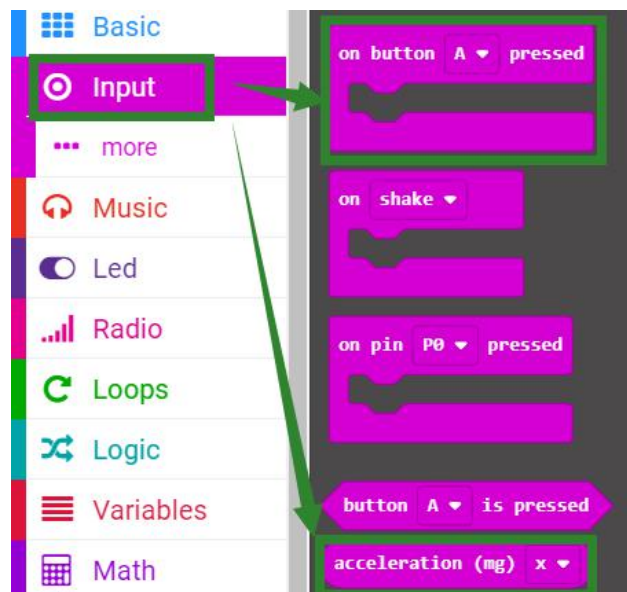 Basic
Input
more
Music
Led
Radio
Loops
Logic
Variables
Math
on button A pressed
on shake
on pin P0 pressed
button A is pressed
acceleration (mg) x